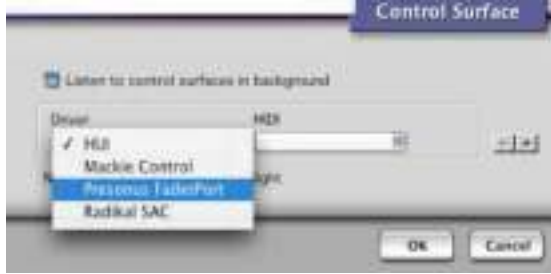 Control Surface
Listen to control surfaces in background
Driver MIDI
✓ HUI
Mackie Control
Presonus FaderPort
Radikal SAC
- +
OK Cancel